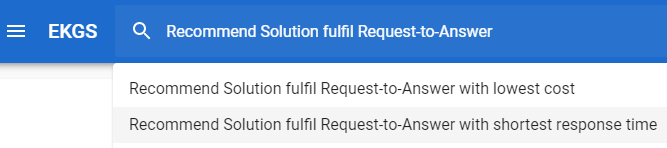 EKGS Recommend Solution fulfil Request-to-Answer
Recommend Solution fulfil Request-to-Answer with lowest cost
Recommend Solution fulfil Request-to-Answer with shortest response time